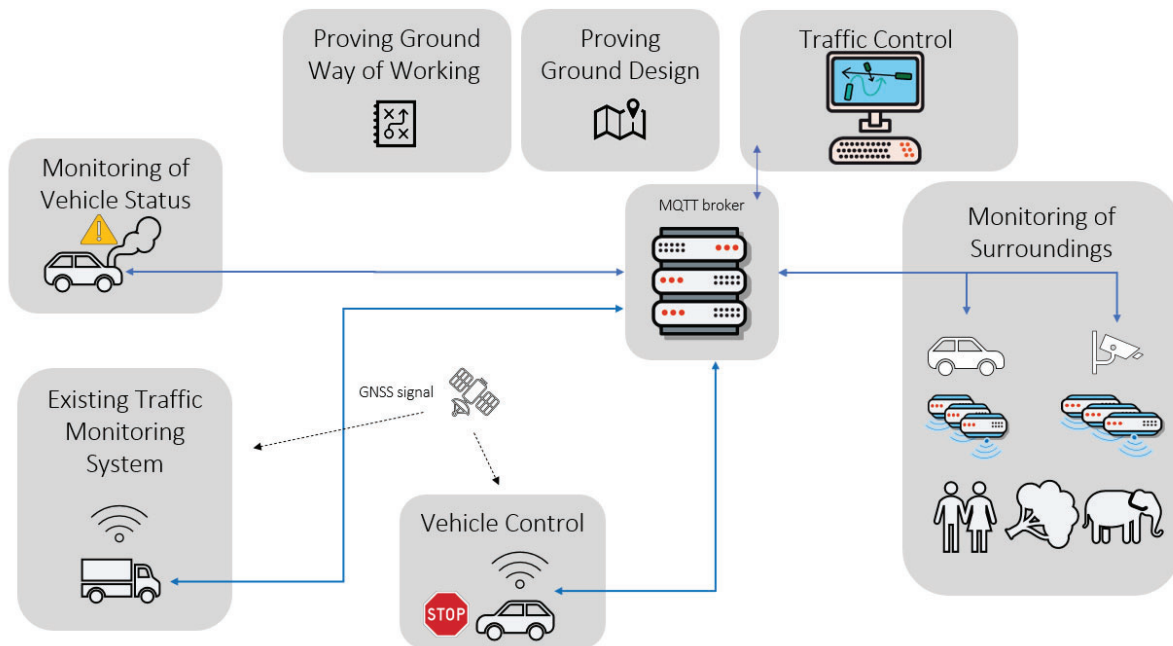 Proving Ground
Way of Working
Proving
Ground Design
Traffic Control
Monitoring of
Vehicle Status
MQTT broker
Monitoring of
Surroundings
Existing Traffic
Monitoring
System
GNSS signal
Vehicle Control
STOP